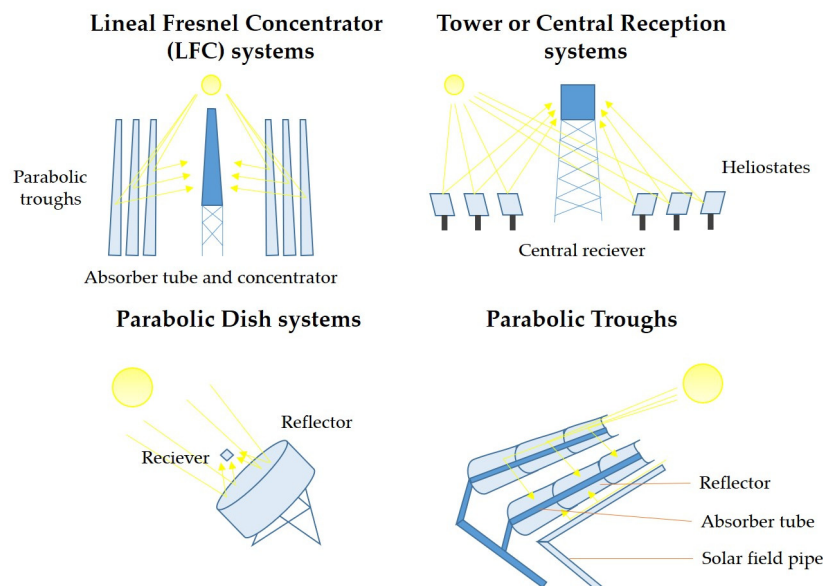 Lineal Fresnel Concentrator
(LFC) systems
Parabolic
troughs
Absorber tube and concentrator
Tower or Central Reception
systems
Heliostates
Central reciever
Parabolic Dish systems
Reflector
Reciever
Parabolic Troughs
Reflector
Absorber tube
Solar field pipe